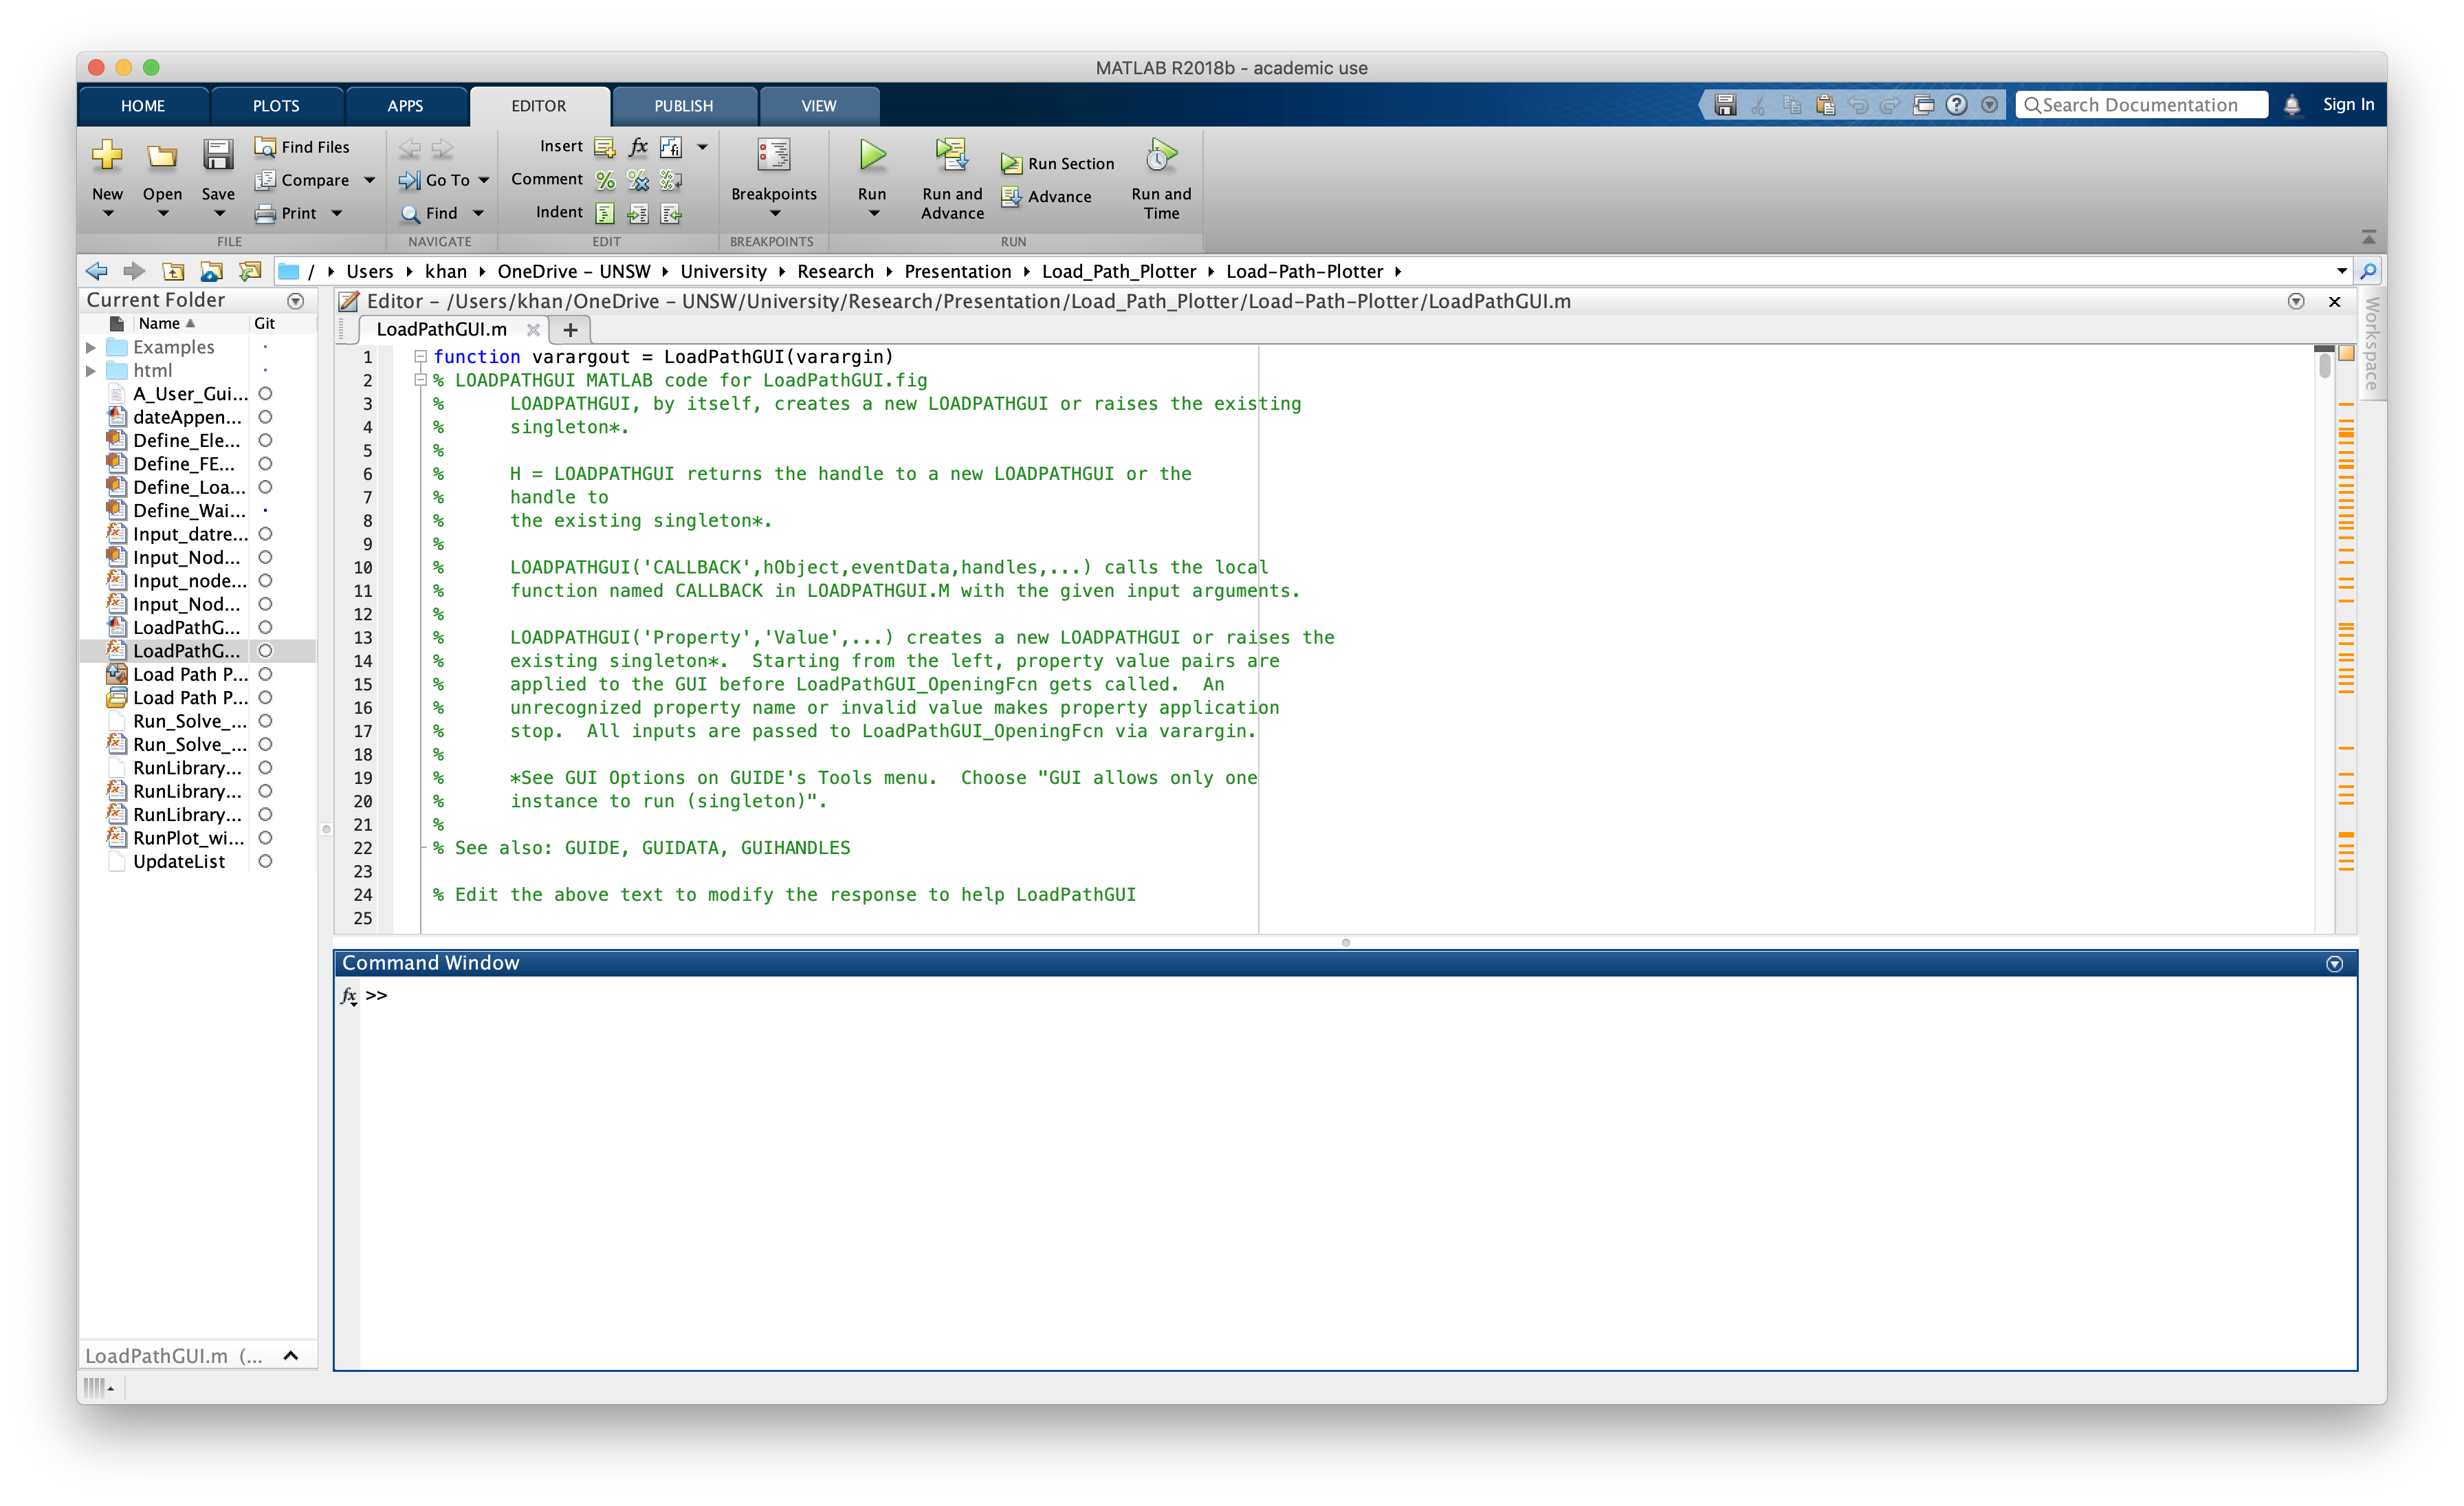 MATLAB R2018b - academic use
HOME PLOTS APPS EDITOR PUBLISH VIEW Search Documentation Sign In
New
Open
Save
Find Files
Compare
Print
FILE
Go To
Find
NAVIGATE
Insert
Comment
Indent
EDIT
Breakpoints
BREAKPOINTS
Run
Run and Advance
Run Section
Advance
Run and Time
RUN
/ Users khan OneDrive – UNSW University Research Presentation Load_Path_Plotter Load-Path-Plotter
Current Folder
Name Git
Examples
html
A_User_Gui...
dateAppen...
Define_Ele...
Define_FE...
Define_Loa...
Define_Wai...
Input_datre...
Input_Nod...
Input_node...
Input_Nod...
LoadPathG...
LoadPathG...
Load Path P...
Load Path P...
Run_Solve_...
Run_Solve_...
RunLibrary...
RunLibrary...
RunLibrary...
RunPlot_wi...
UpdateList
LoadPathGUI.m (...
Editor – /Users/khan/OneDrive – UNSW/University/Research/Presentation/Load_Path_Plotter/Load-Path-Plotter/LoadPathGUI.m
LoadPathGUI.m
1 function varargout = LoadPathGUI(varargin)
2 % LOADPATHGUI MATLAB code for LoadPathGUI.fig
3 % LOADPATHGUI, by itself, creates a new LOADPATHGUI or raises the existing
4 % singleton*.
5 %
6 % H = LOADPATHGUI returns the handle to a new LOADPATHGUI or the
7 % handle to
8 % the existing singleton*.
9 %
10 % LOADPATHGUI('CALLBACK',hObject,eventData,handles,...) calls the local
11 % function named CALLBACK in LOADPATHGUI.M with the given input arguments.
12 %
13 % LOADPATHGUI('Property','Value',...) creates a new LOADPATHGUI or raises the
14 % existing singleton*. Starting from the left, property value pairs are
15 % applied to the GUI before LoadPathGUI_OpeningFcn gets called. An
16 % unrecognized property name or invalid value makes property application
17 % stop. All inputs are passed to LoadPathGUI_OpeningFcn via varargin.
18 %
19 % *See GUI Options on GUIDE's Tools menu. Choose "GUI allows only one
20 % instance to run (singleton)".
21 %
22 % See also: GUIDE, GUIDATA, GUIHANDLES
23
24 % Edit the above text to modify the response to help LoadPathGUI
25
Workspace
Command Window
fx >>